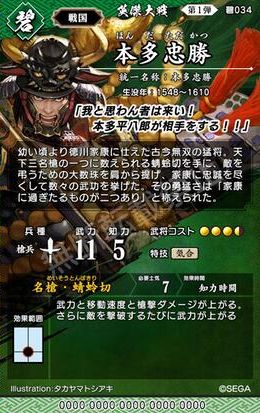 碧
戦国
英傑大戦
第1弾
碧034
ほんだ ただかつ
本多忠勝
統一名称:本多忠勝
生没年 1548～1610
「我と思わん者は来い!
本多平八郎が相手をする!!!」
幼い頃より徳川家康に仕えた古今無双の猛将。天
下三名槍の一つに数えられる蜻蛉切を手に、敵を
弔うための大数珠を肩から提げ、家康に忠誠を尽
くして数々の武功を挙げた。その勇猛さは「家康
に過ぎたるものが二つあり」と称えられた。
兵種 武力 知力 武将コスト
槍兵 11 5
特技 気合
めいそうとんぼきり
名槍・蜻蛉切
必要士気 効果時間
7 知力時間
効果範囲
武力と移動速度と槍撃ダメージが上がる。
さらに敵を撃破するたびに武力が上がる
Illustration:タカヤマトシアキ
©SEGA
0000-0000-0000-0000-0000